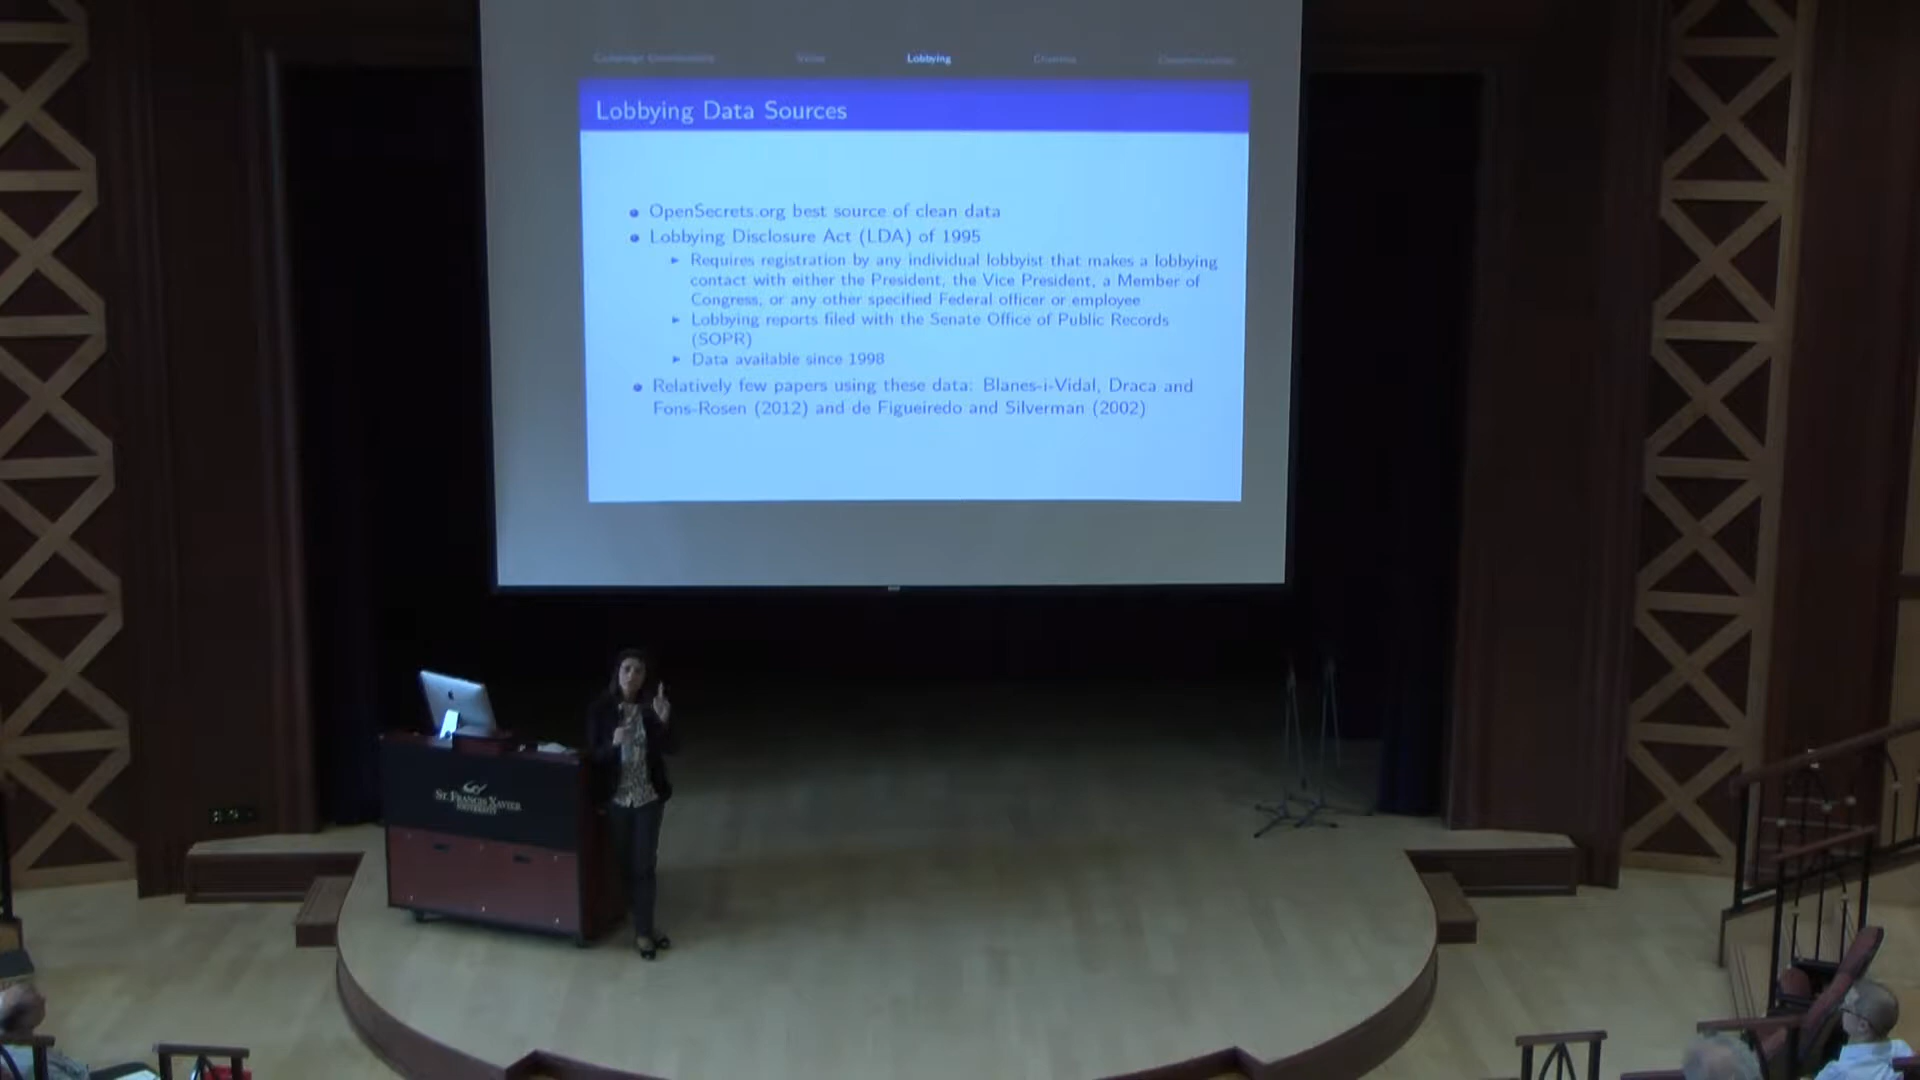 Lobbying
Lobbying Data Sources
OpenSecrets.org best source of clean data
Lobbying Disclosure Act (LDA) of 1995
Requires registration by any individual lobbyist that makes a lobbying
contact with either the President, the Vice President, a Member of
Congress, or any other specified Federal officer or employee
Lobbying reports filed with the Senate Office of Public Records
(SOPR)
Data available since 1998
Relatively few papers using these data: Blanes-i-Vidal, Draca and
Fons-Rosen (2012) and de Figueiredo and Silverman (2002)
ST. FRANCIS XAVIER
UNIVERSITY